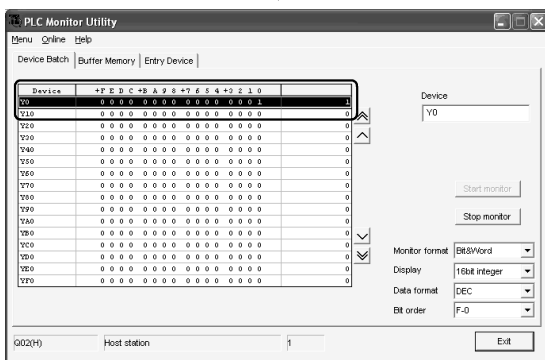 PLC Monitor Utility
Menu Online Help
Device Batch Buffer Memory Entry Device
Device +F E D C +B A 9 8 +7 6 5 4 +3 2 1 0
Y0 0 0 0 0 0 0 0 0 0 0 0 0 0 0 0 1 1
Y10 0 0 0 0 0 0 0 0 0 0 0 0 0 0 0 0 0
Y20 0 0 0 0 0 0 0 0 0 0 0 0 0 0 0 0 0
Y30 0 0 0 0 0 0 0 0 0 0 0 0 0 0 0 0 0
Y40 0 0 0 0 0 0 0 0 0 0 0 0 0 0 0 0 0
Y50 0 0 0 0 0 0 0 0 0 0 0 0 0 0 0 0 0
Y60 0 0 0 0 0 0 0 0 0 0 0 0 0 0 0 0 0
Y70 0 0 0 0 0 0 0 0 0 0 0 0 0 0 0 0 0
Y80 0 0 0 0 0 0 0 0 0 0 0 0 0 0 0 0 0
Y90 0 0 0 0 0 0 0 0 0 0 0 0 0 0 0 0 0
YA0 0 0 0 0 0 0 0 0 0 0 0 0 0 0 0 0 0
YB0 0 0 0 0 0 0 0 0 0 0 0 0 0 0 0 0 0
YC0 0 0 0 0 0 0 0 0 0 0 0 0 0 0 0 0 0
YD0 0 0 0 0 0 0 0 0 0 0 0 0 0 0 0 0 0
YE0 0 0 0 0 0 0 0 0 0 0 0 0 0 0 0 0 0
YF0 0 0 0 0 0 0 0 0 0 0 0 0 0 0 0 0 0
Device
Y0
Start monitor
Stop monitor
Monitor format Bit&Word
Display 16bit integer
Data format DEC
Bit order F-0
Q02(H) Host station 1 Exit